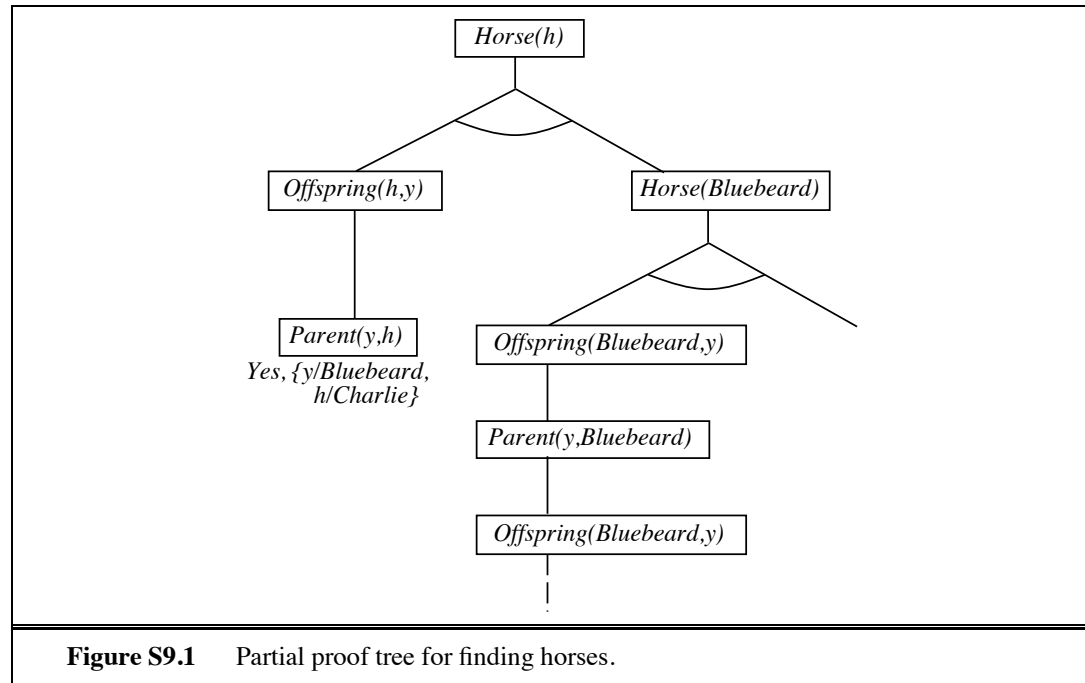 Horse(h)
Offspring(h,y)
Horse(Bluebeard)
Parent(y,h)
Yes, {y/Bluebeard,
h/Charlie}
Offspring(Bluebeard,y)
Parent(y,Bluebeard)
Offspring(Bluebeard,y)
Figure S9.1 Partial proof tree for finding horses.